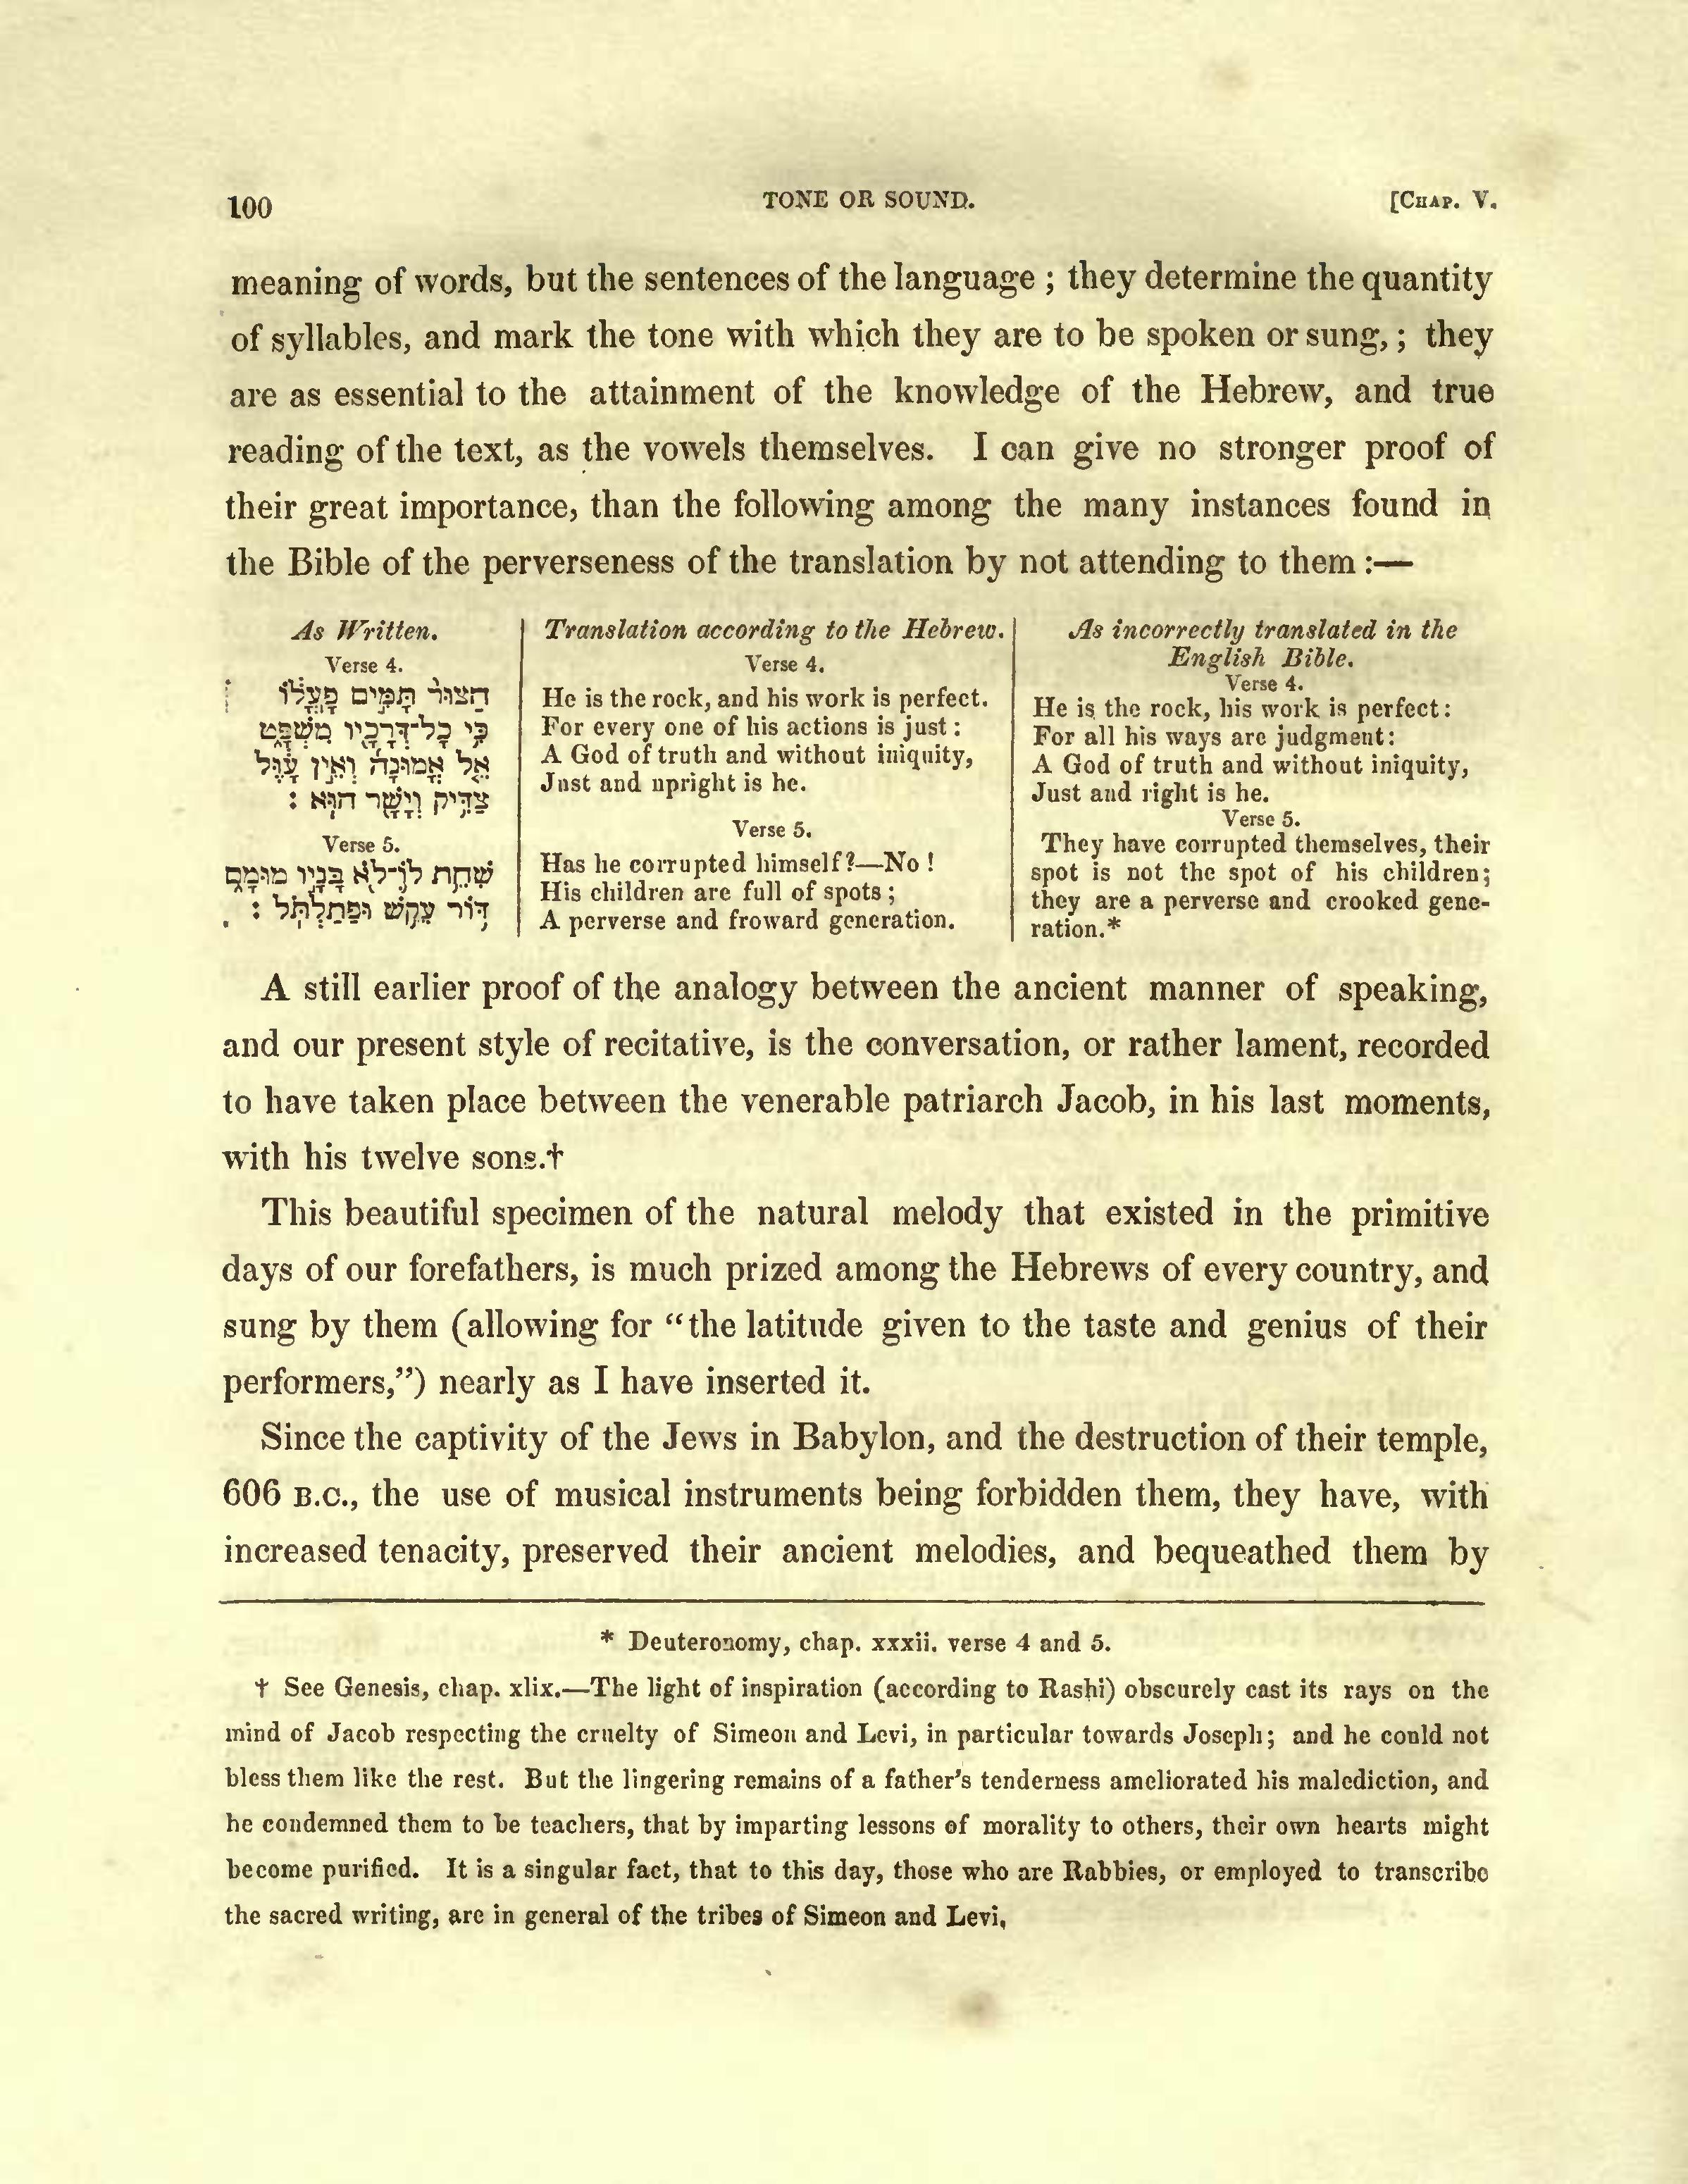 100
TONE OR SOUND.
[CHAP. V.
meaning of words, but the sentences of the language ; they determine the quantity
of syllables, and mark the tone with which they are to be spoken or sung, ; they
are as essential to the attainment of the knowledge of the Hebrew, and true
reading of the text, as the vowels themselves. I can give no stronger proof of
their great importance, than the following among the many instances found in
the Bible of the perverseness of the translation by not attending to them :—
As Written.
Verse 4.
הַצּוּר֙ תָּמִ֣ים פָּֽעֳל֔וֹ
כִּ֥י כָל־דְּרָכָ֖יו מִשְׁפָּ֑ט
אֵ֤ל אֱמוּנָה֙ וְאֵ֣ין עָ֔וֶל
צַדִּ֥יק וְיָשָׁ֖ר הֽוּא :
Verse 5.
שִׁחֵ֥ת ל֛וֹ־לֹ֖א בָּנָ֣יו מוּמָ֑ם
דּ֥וֹר עִקֵּ֖שׁ וּפְתַלְתֹּֽל :
Translation according to the Hebrew.
Verse 4.
He is the rock, and his work is perfect.
For every one of his actions is just :
A God of truth and without iniquity,
Just and upright is he.
Verse 5.
Has he corrupted himself?—No !
His children are full of spots ;
A perverse and froward generation.
As incorrectly translated in the
English Bible.
Verse 4.
He is the rock, his work is perfect:
For all his ways are judgment:
A God of truth and without iniquity,
Just and right is he.
Verse 5.
They have corrupted themselves, their
spot is not the spot of his children;
they are a perverse and crooked gene-
ration.*
A still earlier proof of the analogy between the ancient manner of speaking,
and our present style of recitative, is the conversation, or rather lament, recorded
to have taken place between the venerable patriarch Jacob, in his last moments,
with his twelve sons.†
This beautiful specimen of the natural melody that existed in the primitive
days of our forefathers, is much prized among the Hebrews of every country, and
sung by them (allowing for “the latitude given to the taste and genius of their
performers,”) nearly as I have inserted it.
Since the captivity of the Jews in Babylon, and the destruction of their temple,
606 B.C., the use of musical instruments being forbidden them, they have, with
increased tenacity, preserved their ancient melodies, and bequeathed them by
* Deuteronomy, chap. xxxii. verse 4 and 5.
† See Genesis, chap. xlix.—The light of inspiration (according to Rashi) obscurely cast its rays on the
mind of Jacob respecting the cruelty of Simeon and Levi, in particular towards Joseph; and he could not
bless them like the rest. But the lingering remains of a father's tenderness ameliorated his malediction, and
he condemned them to be teachers, that by imparting lessons of morality to others, their own hearts might
become purified. It is a singular fact, that to this day, those who are Rabbies, or employed to transcribe
the sacred writing, are in general of the tribes of Simeon and Levi,